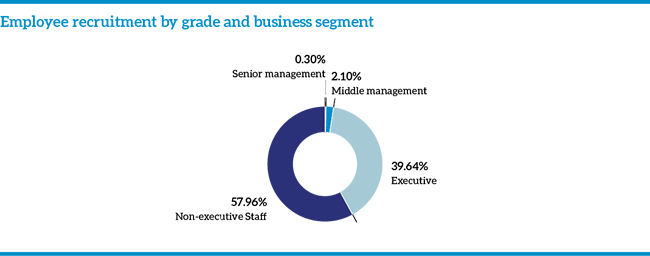 Employee recruitment by grade and business segment
0.30%
Senior management
2.10%
Middle management
39.64%
Executive
57.96%
Non-executive Staff